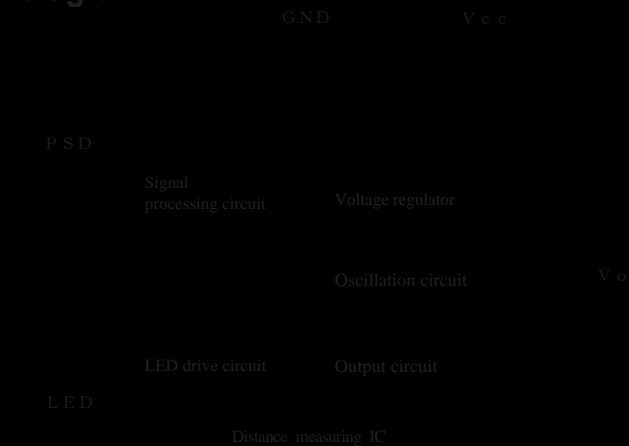 GND
Vcc
PSD
Signal
processing circuit
Voltage regulator
Oscillation circuit
Vo
LED drive circuit
Output circuit
LED
Distance measuring IC